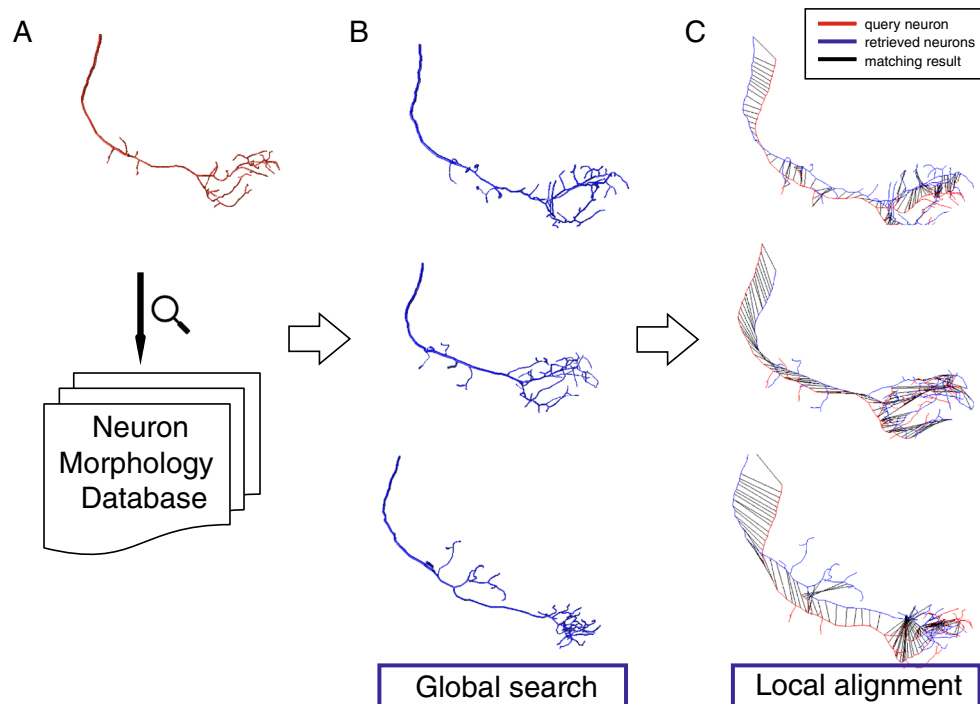 A
B
C
query neuron
retrieved neurons
matching result
Neuron
Morphology
Database
Global search
Local alignment